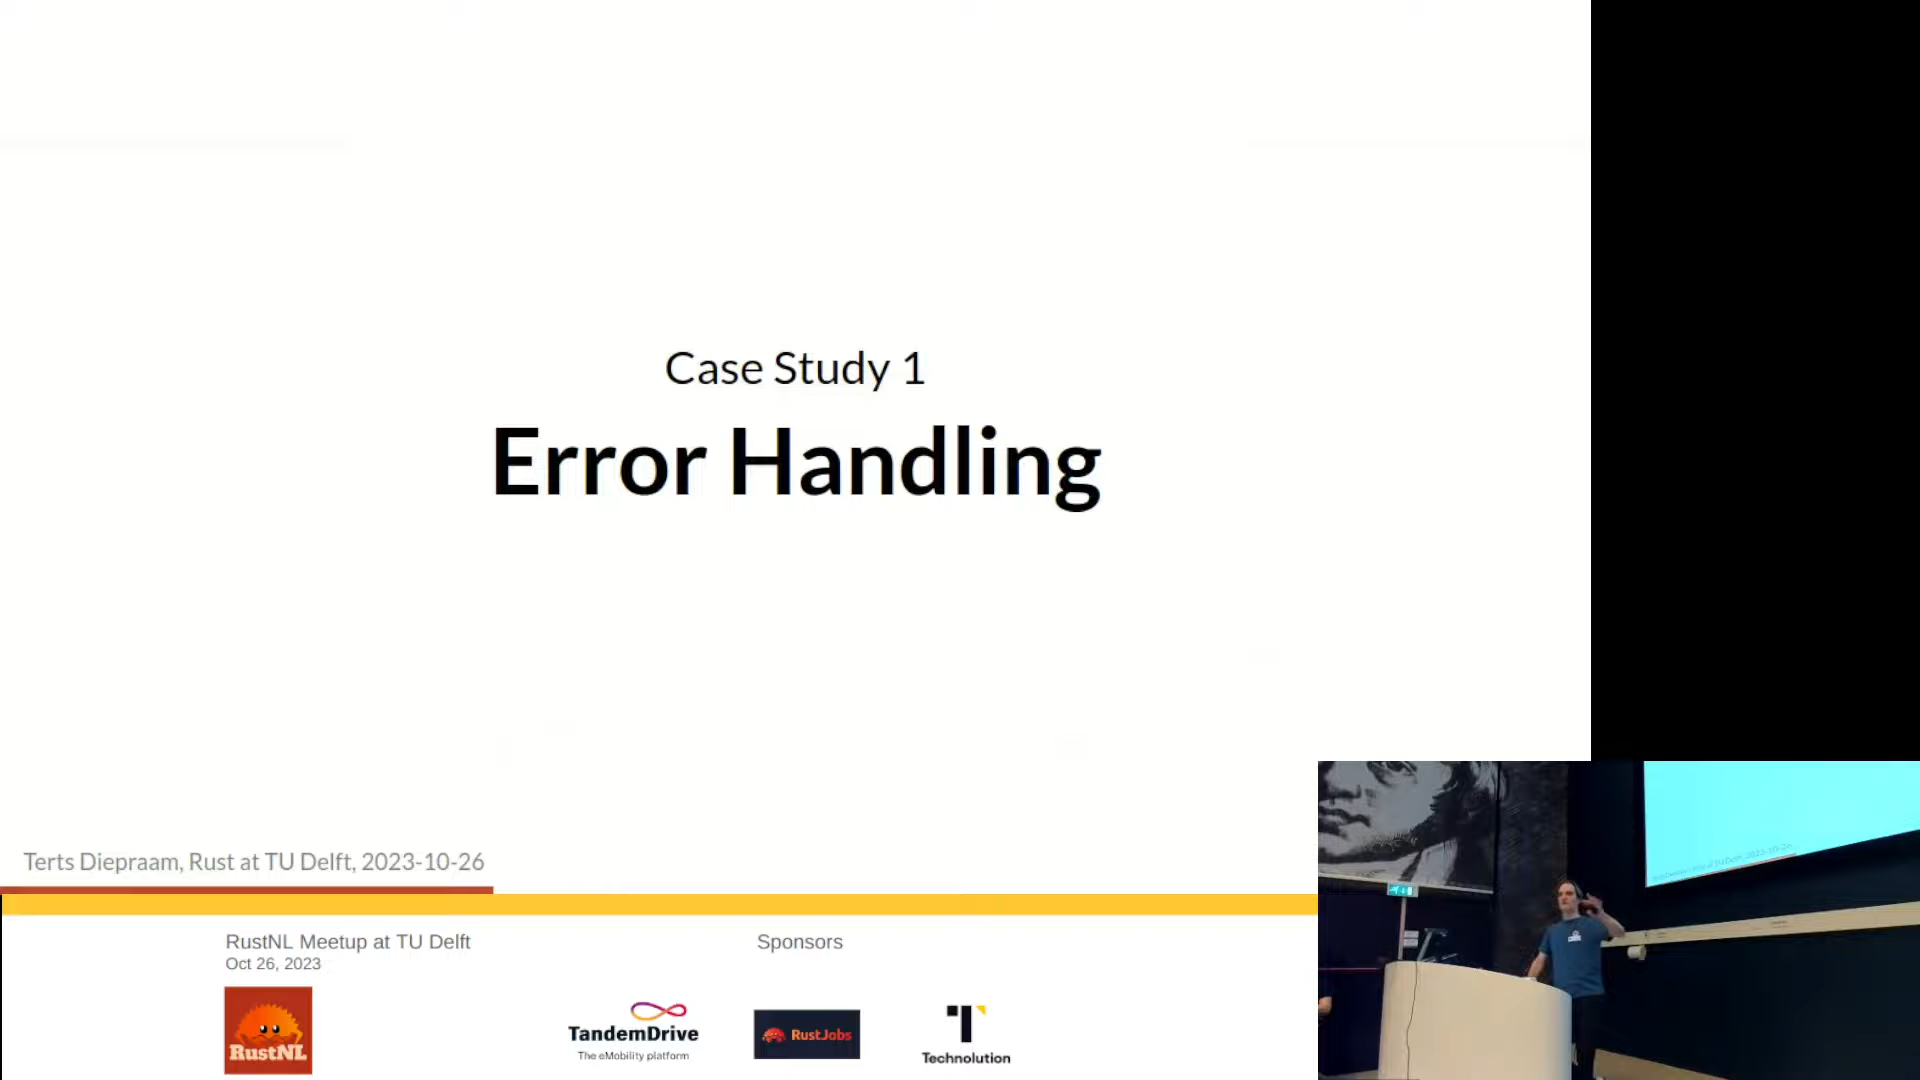 Case Study 1
Error Handling
Terts Diepraam, Rust at TU Delft, 2023-10-26
RustNL Meetup at TU Delft
Oct 26, 2023
Sponsors
RustNL
TandemDrive
The eMobility platform
RustJobs
Technolution